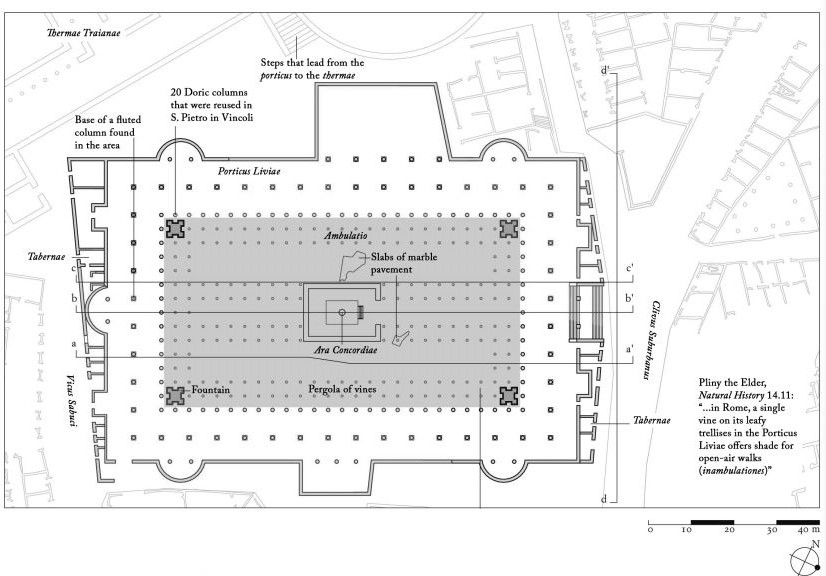 Thermae Traianae
Steps that lead from the
porticus to the thermae
d'
20 Doric columns
that were reused in
S. Pietro in Vincoli
Base of a fluted
column found
in the area
Porticus Liviae
Ambulatio
Tabernae
Slabs of marble
pavement
c
c'
b
b'
Ara Concordiae
a
a'
Clivus Suburbanus
Vicus Sabuci
Fountain
Pergola of vines
Tabernae
Pliny the Elder,
Natural History 14.11:
“...in Rome, a single
vine on its leafy
trellises in the Porticus
Liviae offers shade for
open-air walks
(inambulationes)”
d
0 10 20 30 40 m
N